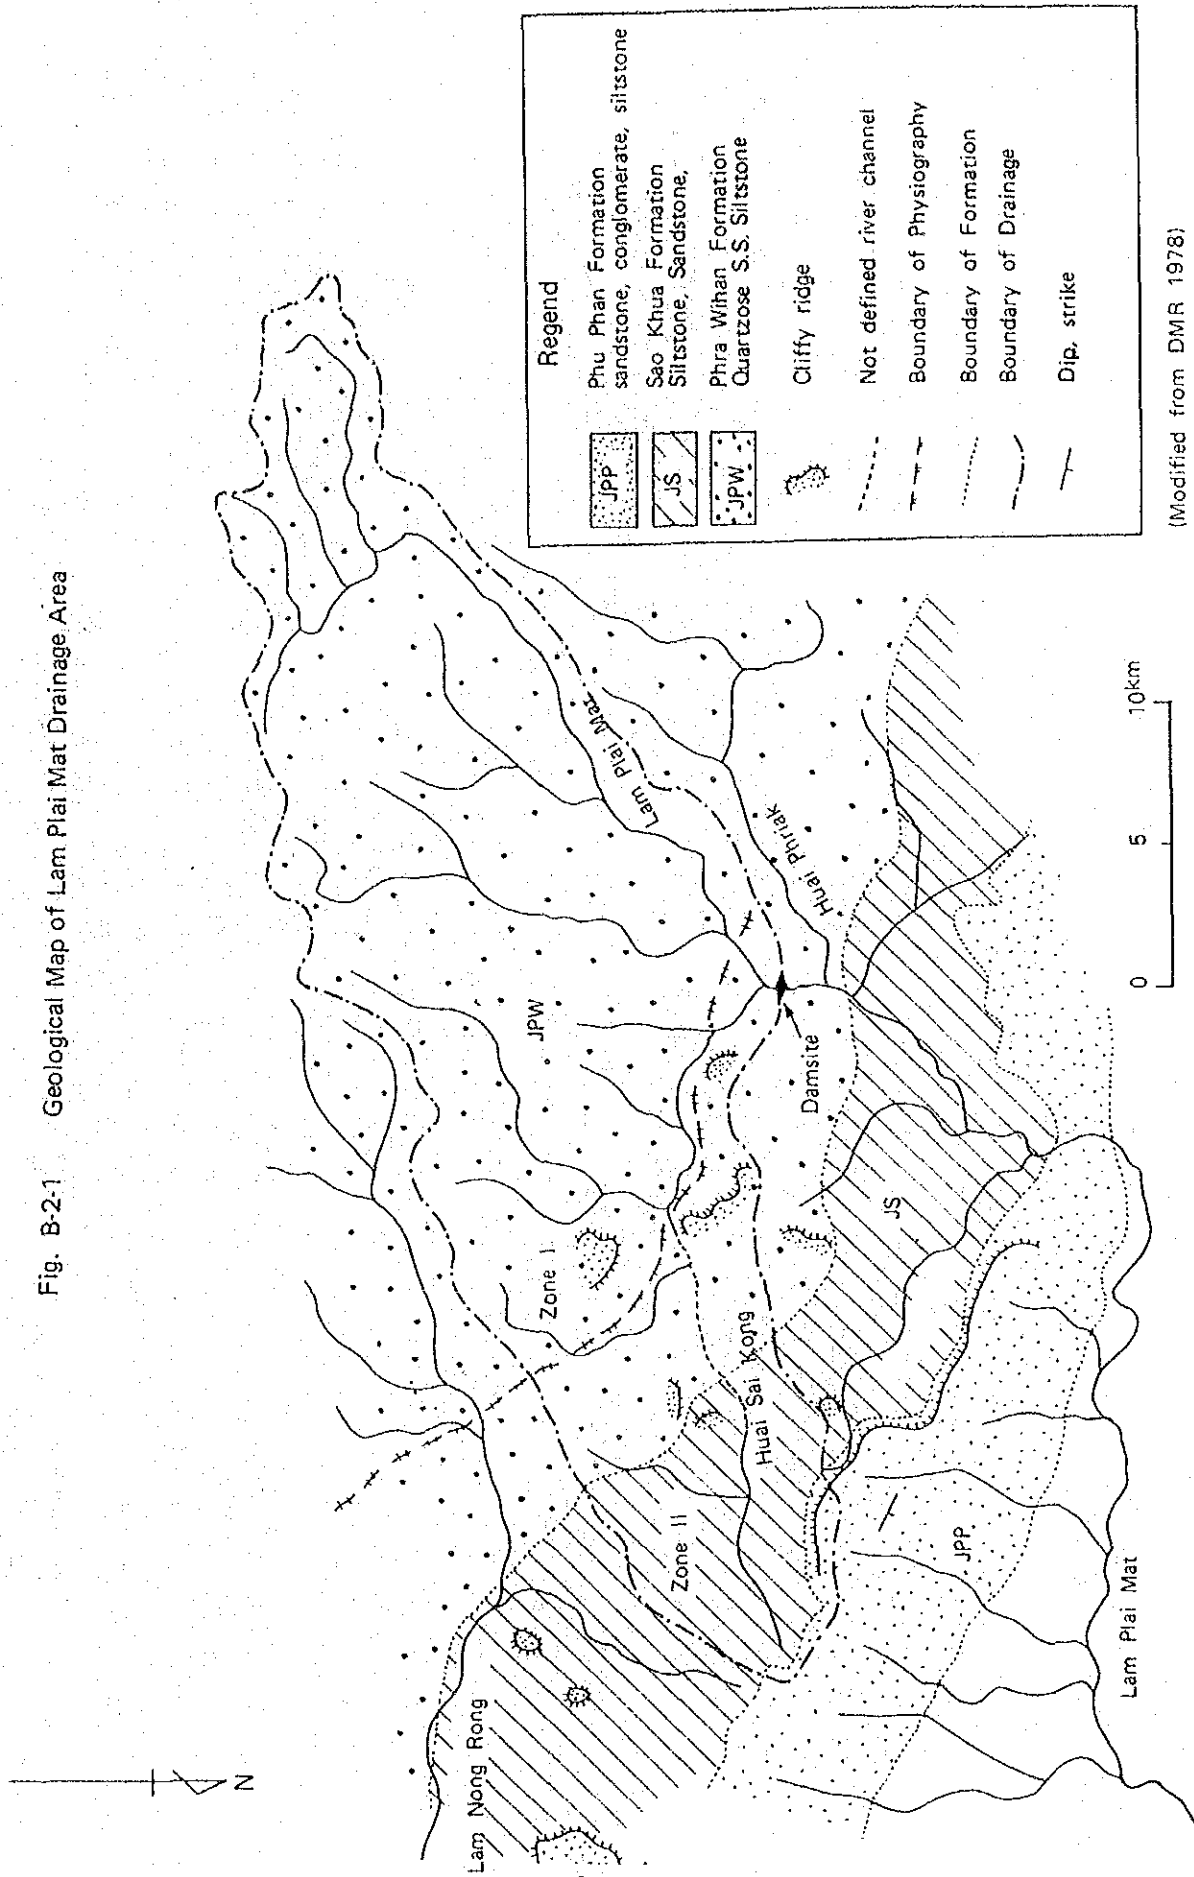 Fig. B-2-1 Geological Map of Lam Plai Mat Drainage Area
N
Lam Nong Rong
Zone I
Zone II
JPW
Lam Plai Mat
Huai Sai Kong
Huai Phriak
Damsite
JS
JPP
Lam Plai Mat
0 5 10km
Regend
JPP
Phu Phan Formation
sandstone, conglomerate, siltstone
JS
Sao Khua Formation
Siltstone, Sandstone,
JPW
Phra Wihan Formation
Quartzose S.S. Siltstone
Cliffy ridge
Not defined river channel
Boundary of Physiography
Boundary of Formation
Boundary of Drainage
Dip, strike
(Modified from DMR 1978)